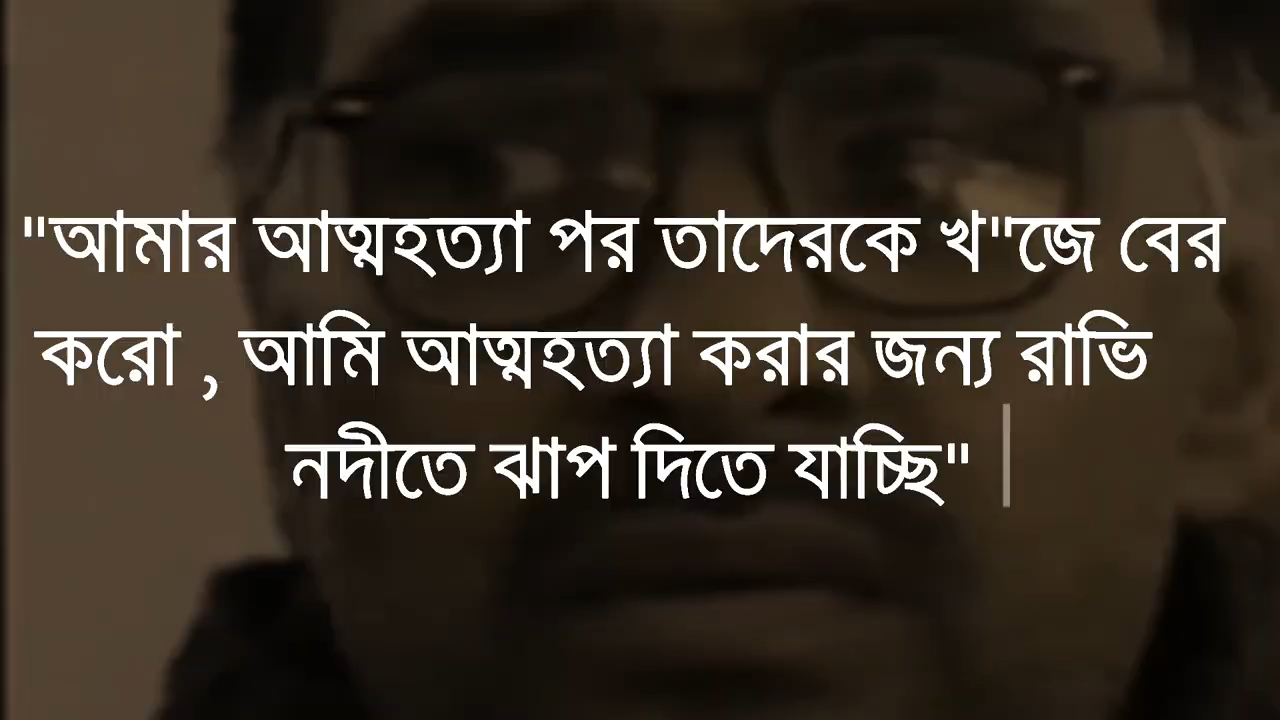 "আমার আত্মহত্যা পর তাদেরকে খ"জে বের
করো , আমি আত্মহত্যা করার জন্য রাভি
নদীতে ঝাপ দিতে যাচ্ছি"